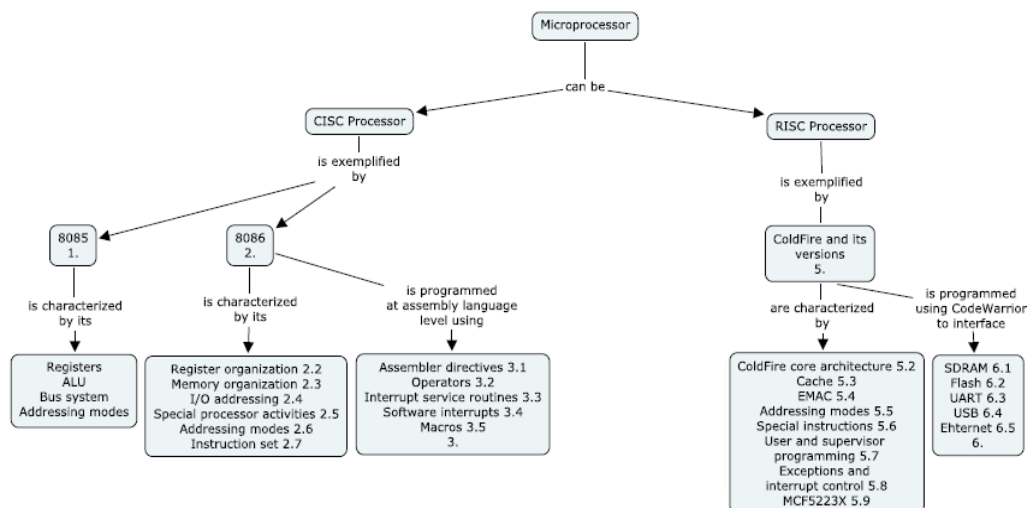 Microprocessor
can be
CISC Processor
RISC Processor
is exemplified
by
is exemplified
by
8085
1.
8086
2.
ColdFire and its
versions
5.
is characterized
by its
is characterized
by its
is programmed
at assembly language
level using
are characterized
by
is programmed
using CodeWarrior
to interface
Registers
ALU
Bus system
Addressing modes
Register organization 2.2
Memory organization 2.3
I/O addressing 2.4
Special processor activities 2.5
Addressing modes 2.6
Instruction set 2.7
Assembler directives 3.1
Operators 3.2
Interrupt service routines 3.3
Software interrupts 3.4
Macros 3.5
3.
ColdFire core architecture 5.2
Cache 5.3
EMAC 5.4
Addressing modes 5.5
Special instructions 5.6
User and supervisor
programming 5.7
Exceptions and
interrupt control 5.8
MCF5223X 5.9
SDRAM 6.1
Flash 6.2
UART 6.3
USB 6.4
Ehternet 6.5
6.